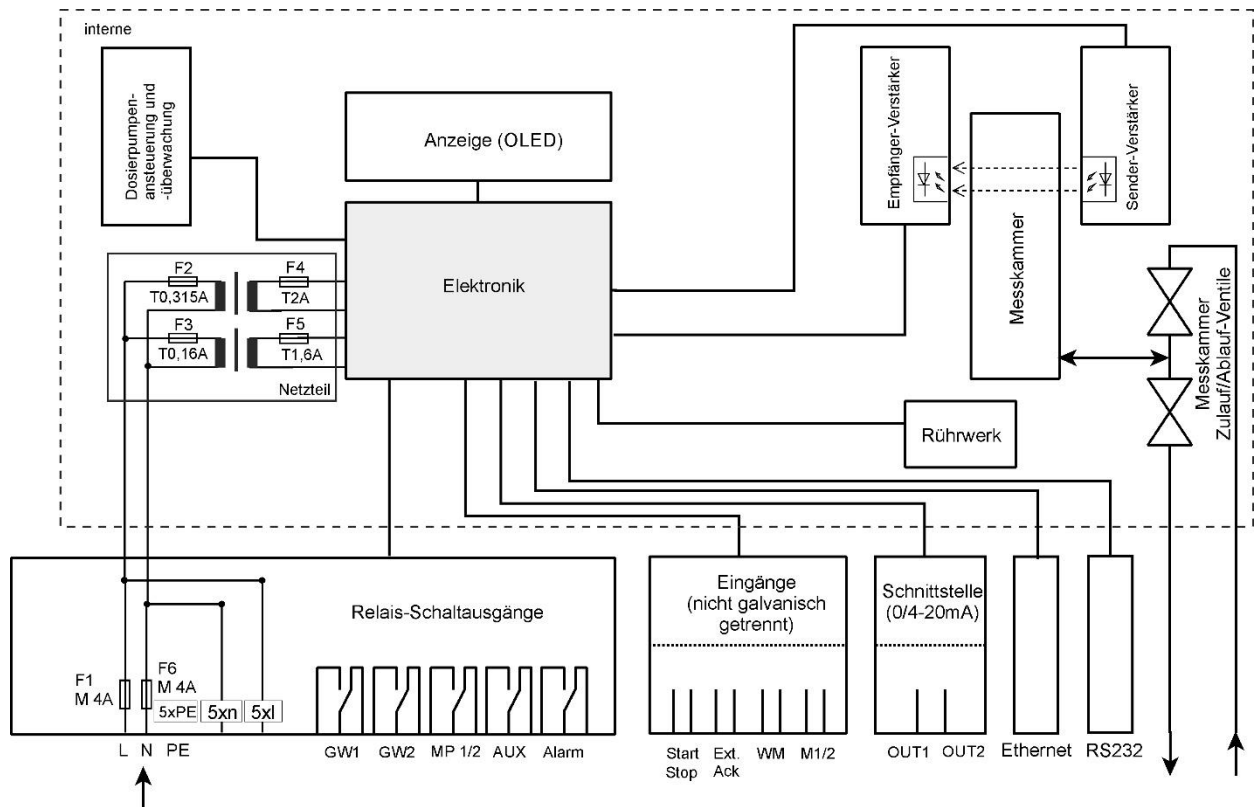 interne
Dosierpumpen-
ansteuerung und
-überwachung
Anzeige (OLED)
Empfänger-Verstärker
Messkammer
Sender-Verstärker
F2
T0,315A
F4
T2A
F3
T0,16A
F5
T1,6A
Netzteil
Elektronik
Messkammer
Zulauf/Ablauf-Ventile
Rührwerk
Relais-Schaltausgänge
F1
M 4A
F6
M 4A
5xPE
5xn
5xl
L
N
PE
GW1
GW2
MP 1/2
AUX
Alarm
Eingänge
(nicht galvanisch
getrennt)
Start
Stop
Ext.
Ack
WM
M1/2
Schnittstelle
(0/4-20mA)
OUT1
OUT2
Ethernet
RS232